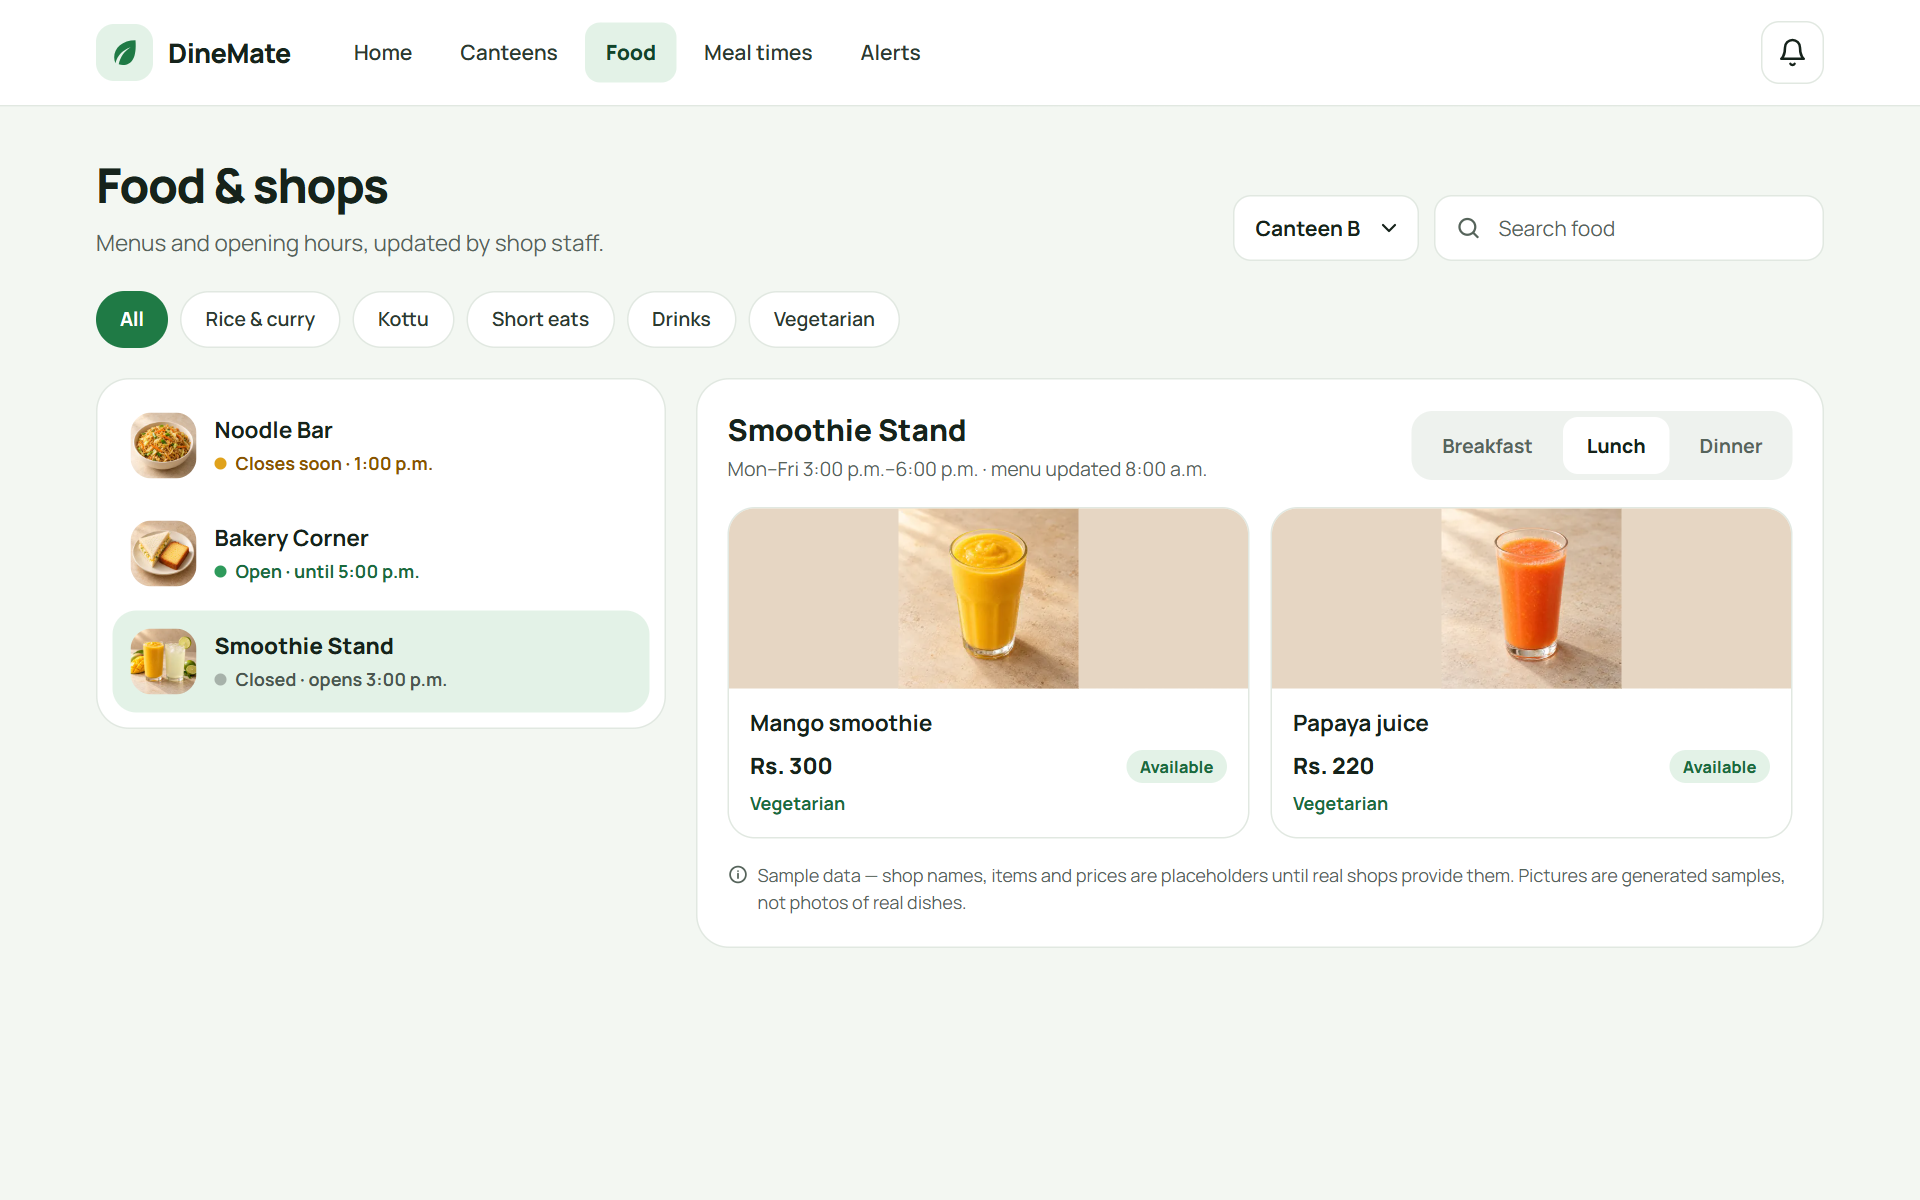 DineMate
Home
Canteens
Food
Meal times
Alerts
Food & shops
Menus and opening hours, updated by shop staff.
Canteen B
Search food
All
Rice & curry
Kottu
Short eats
Drinks
Vegetarian
Noodle Bar
Closes soon · 1:00 p.m.
Bakery Corner
Open · until 5:00 p.m.
Smoothie Stand
Closed · opens 3:00 p.m.
Smoothie Stand
Mon–Fri 3:00 p.m.–6:00 p.m. · menu updated 8:00 a.m.
Breakfast
Lunch
Dinner
Mango smoothie
Rs. 300
Available
Vegetarian
Papaya juice
Rs. 220
Available
Vegetarian
Sample data — shop names, items and prices are placeholders until real shops provide them. Pictures are generated samples,
not photos of real dishes.